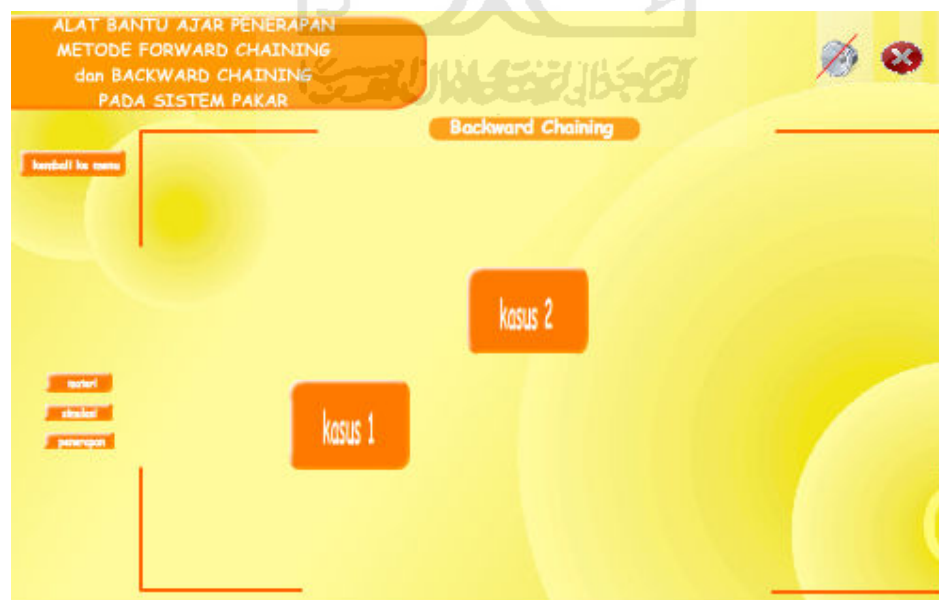 ALAT BANTU AJAR PENERAPAN
METODE FORWARD CHAINING
dan BACKWARD CHAINING
PADA SISTEM PAKAR
Backward Chaining
kembali ke menu
kasus 2
materi
simulasi
kasus 1
penerapan